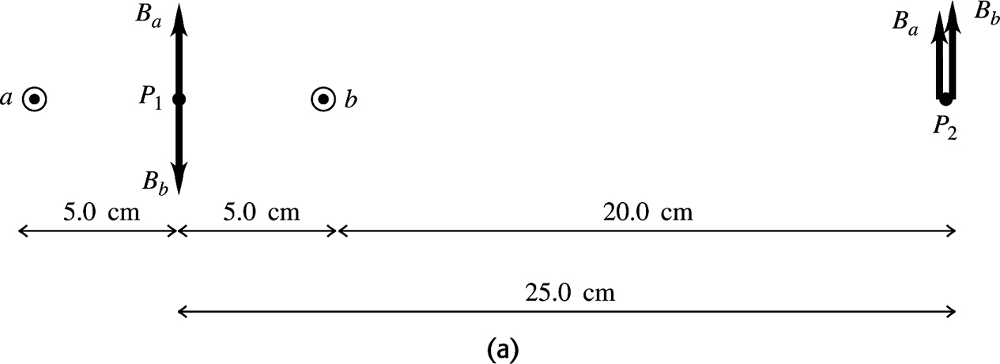 B_a
B_a
B_b
a
P_1
b
P_2
B_b
5.0 cm
5.0 cm
20.0 cm
25.0 cm
(a)